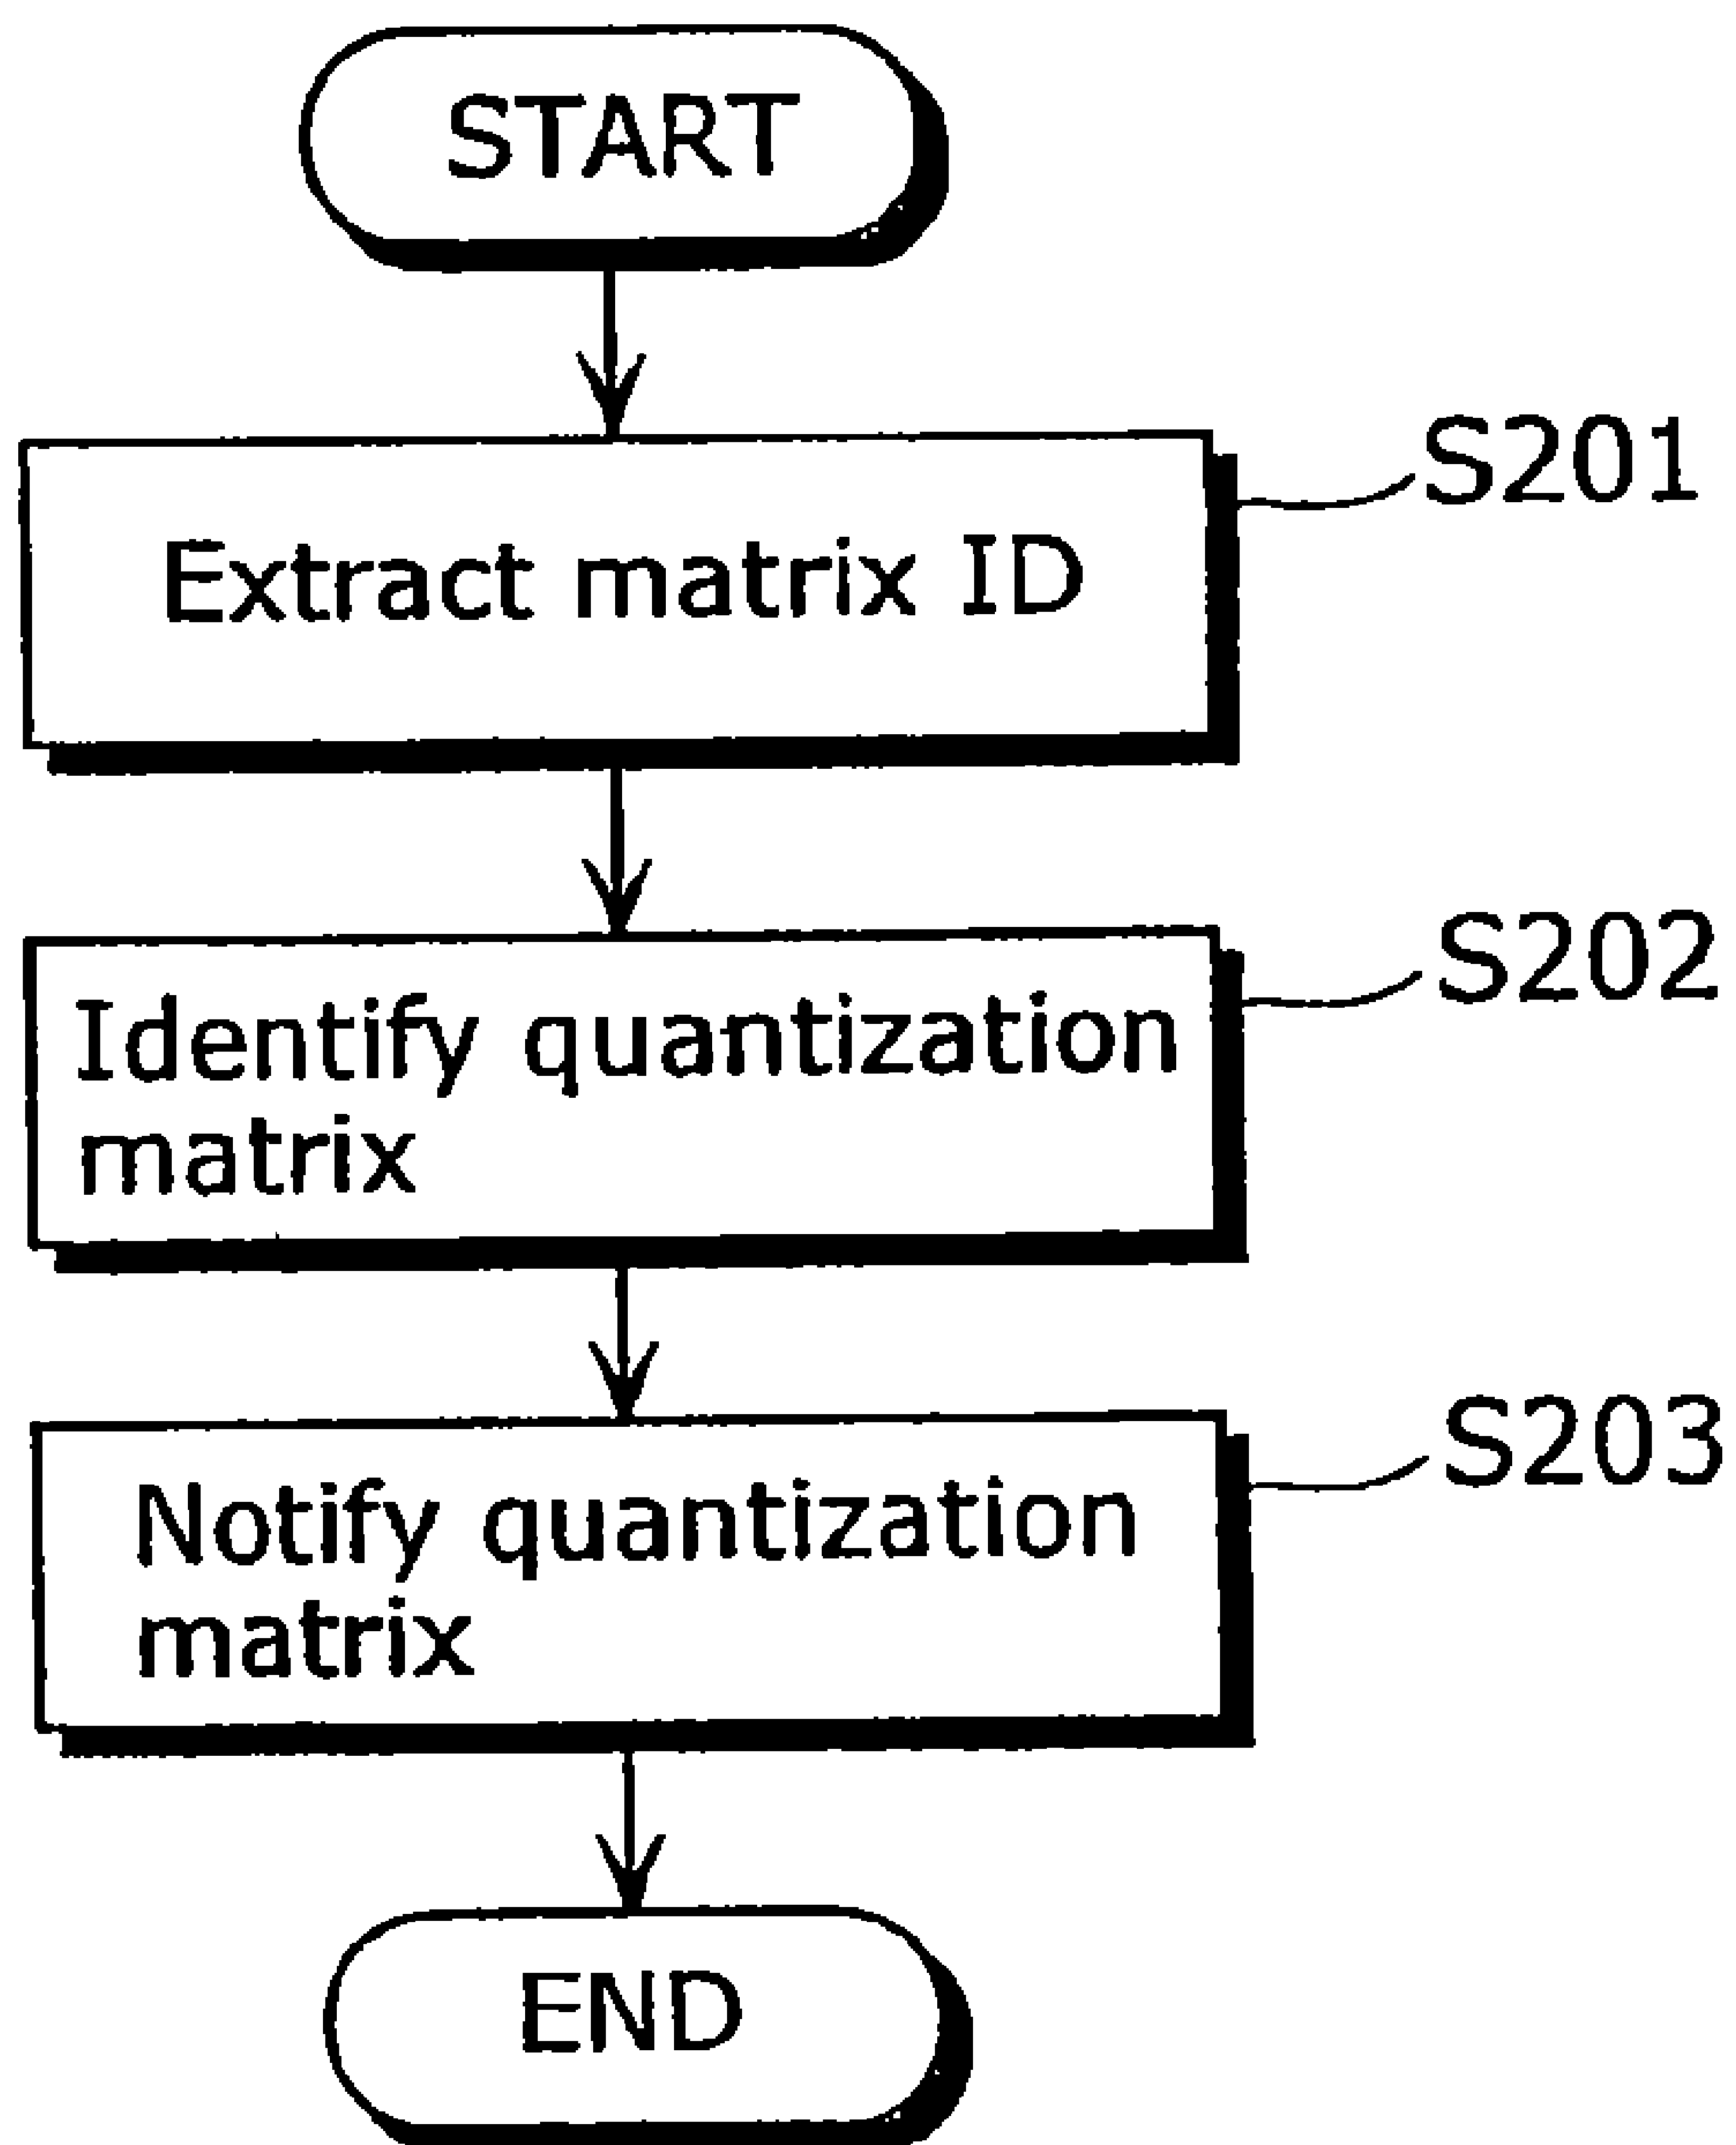 START
S201
Extract matrix ID
S202
Identify quantization
matrix
S203
Notify quantization
matrix
END